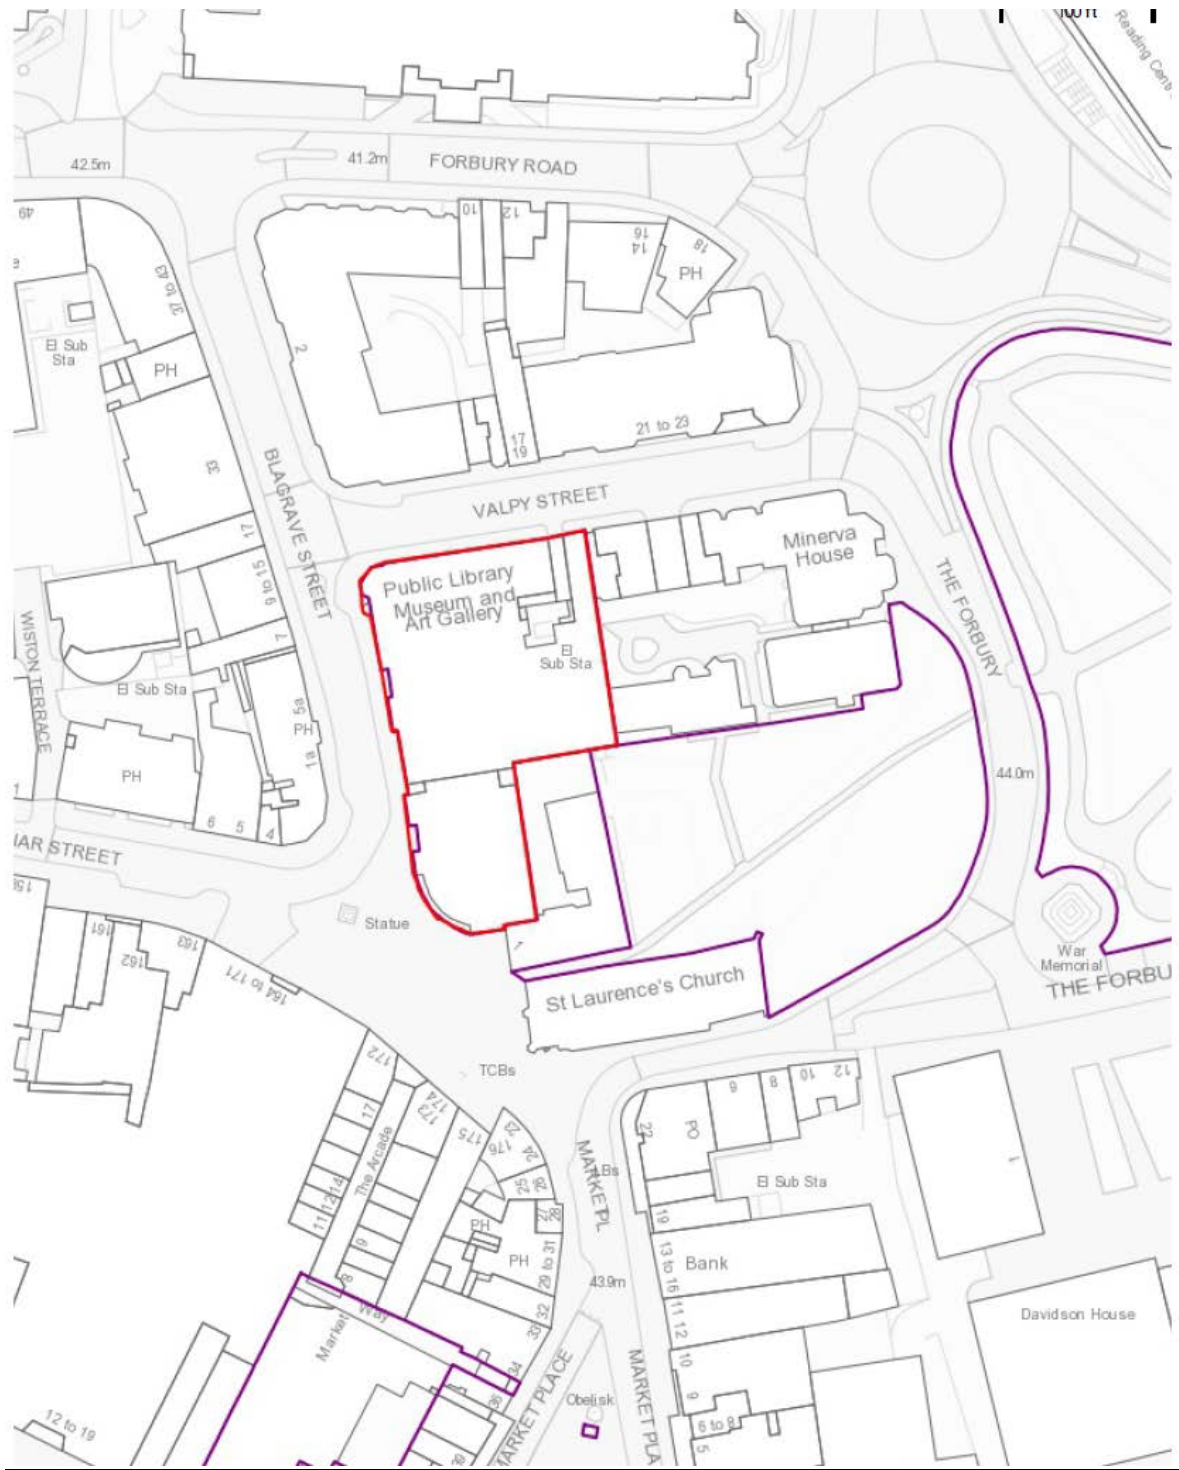 100 ft
Reading Centr
42.5m
41.2m
FORBURY ROAD
49
37 to 43
10
12
16
14
18
PH
El Sub
Sta
PH
2
33
17
19
21 to 23
BLAGRAVE STREET
VALPY STREET
17
9 to 15
7
Minerva
House
Public Library
Museum and
Art Gallery
El
Sub Sta
THE FORBURY
WISTON TERRACE
El Sub Sta
5a
PH
1a
PH
1
44.0m
6
5
4
IAR STREET
159
161
162
163
164 to 171
Statue
1
War
Memorial
THE FORBU
St Laurence's Church
172
TCBs
17
173
174
175
176
23
24
25
26
27
28
The Arcade
14
12
11
9
8
PH
PH
29 to 31
32
33
34
36
39
22
PO
6
8
10
12
1
MARKET PL
LBs
El Sub Sta
19
13 to 16
Bank
11 12
43.9m
10
9
6 to 8
5
Davidson House
Market
Way
MARKET PLACE
Obelisk
MARKET PLA
12 to 19